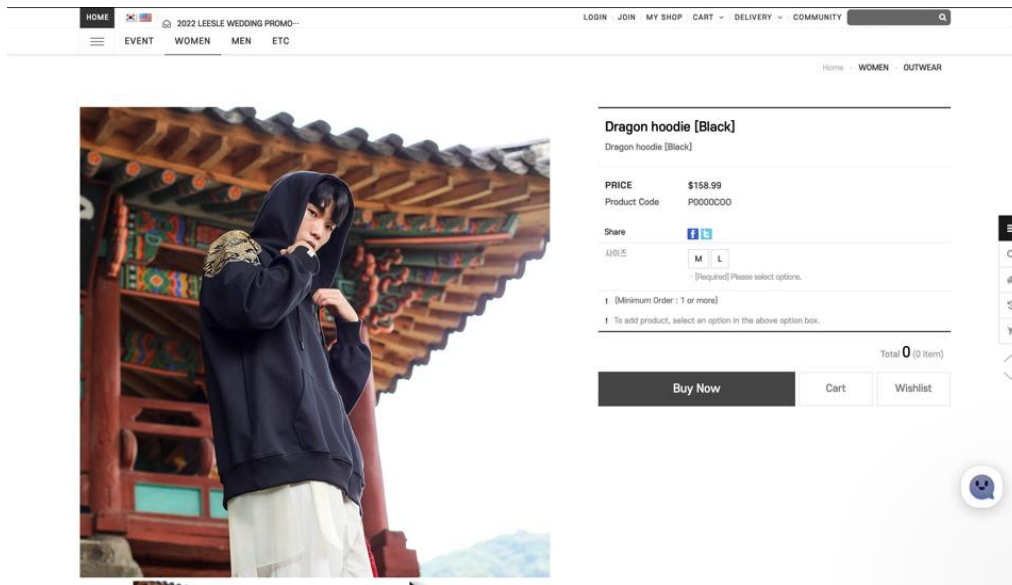 HOME 2022 LEESLE WEDDING PROMO··· LOGIN JOIN MY SHOP CART DELIVERY COMMUNITY
EVENT WOMEN MEN ETC
Home WOMEN OUTWEAR
Dragon hoodie [Black]
Dragon hoodie [Black]
PRICE $158.99
Product Code P0000COO
Share
사이즈 M L
· [Required] Please select options.
! (Minimum Order : 1 or more)
! To add product, select an option in the above option box.
Total 0 (0 item)
Buy Now Cart Wishlist